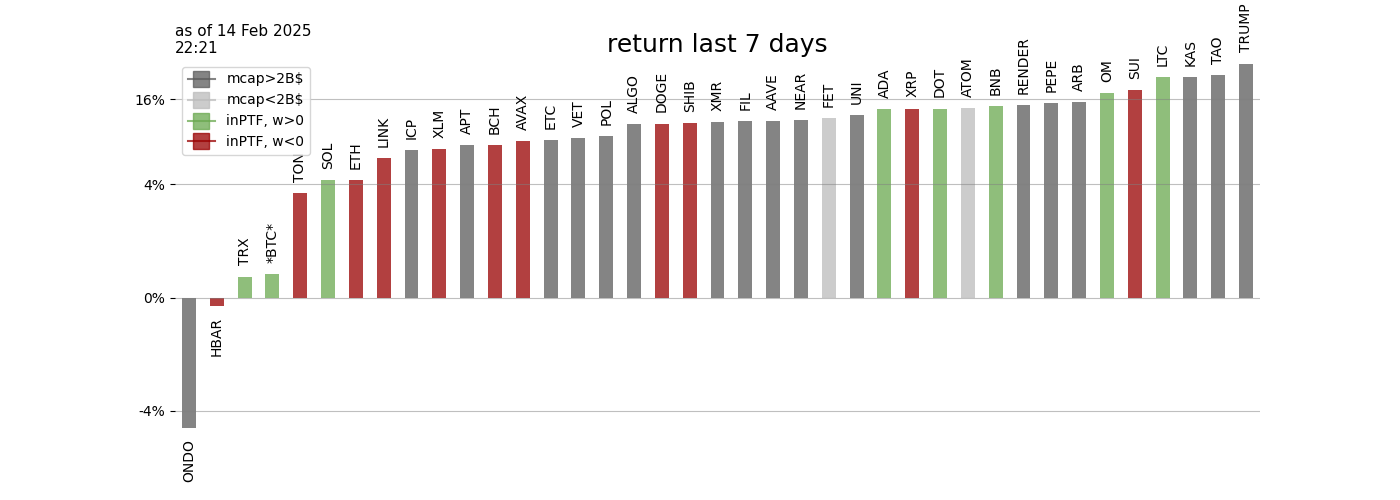 as of 14 Feb 2025
22:21
return last 7 days
mcap>2B$
mcap<2B$
inPTF, w>0
inPTF, w<0
16%
4%
0%
-4%
ONDO
HBAR
TRX
*BTC*
TON
SOL
ETH
LINK
ICP
XLM
APT
BCH
AVAX
ETC
VET
POL
ALGO
DOGE
SHIB
XMR
FIL
AAVE
NEAR
FET
UNI
ADA
XRP
DOT
ATOM
BNB
RENDER
PEPE
ARB
OM
SUI
LTC
KAS
TAO
TRUMP